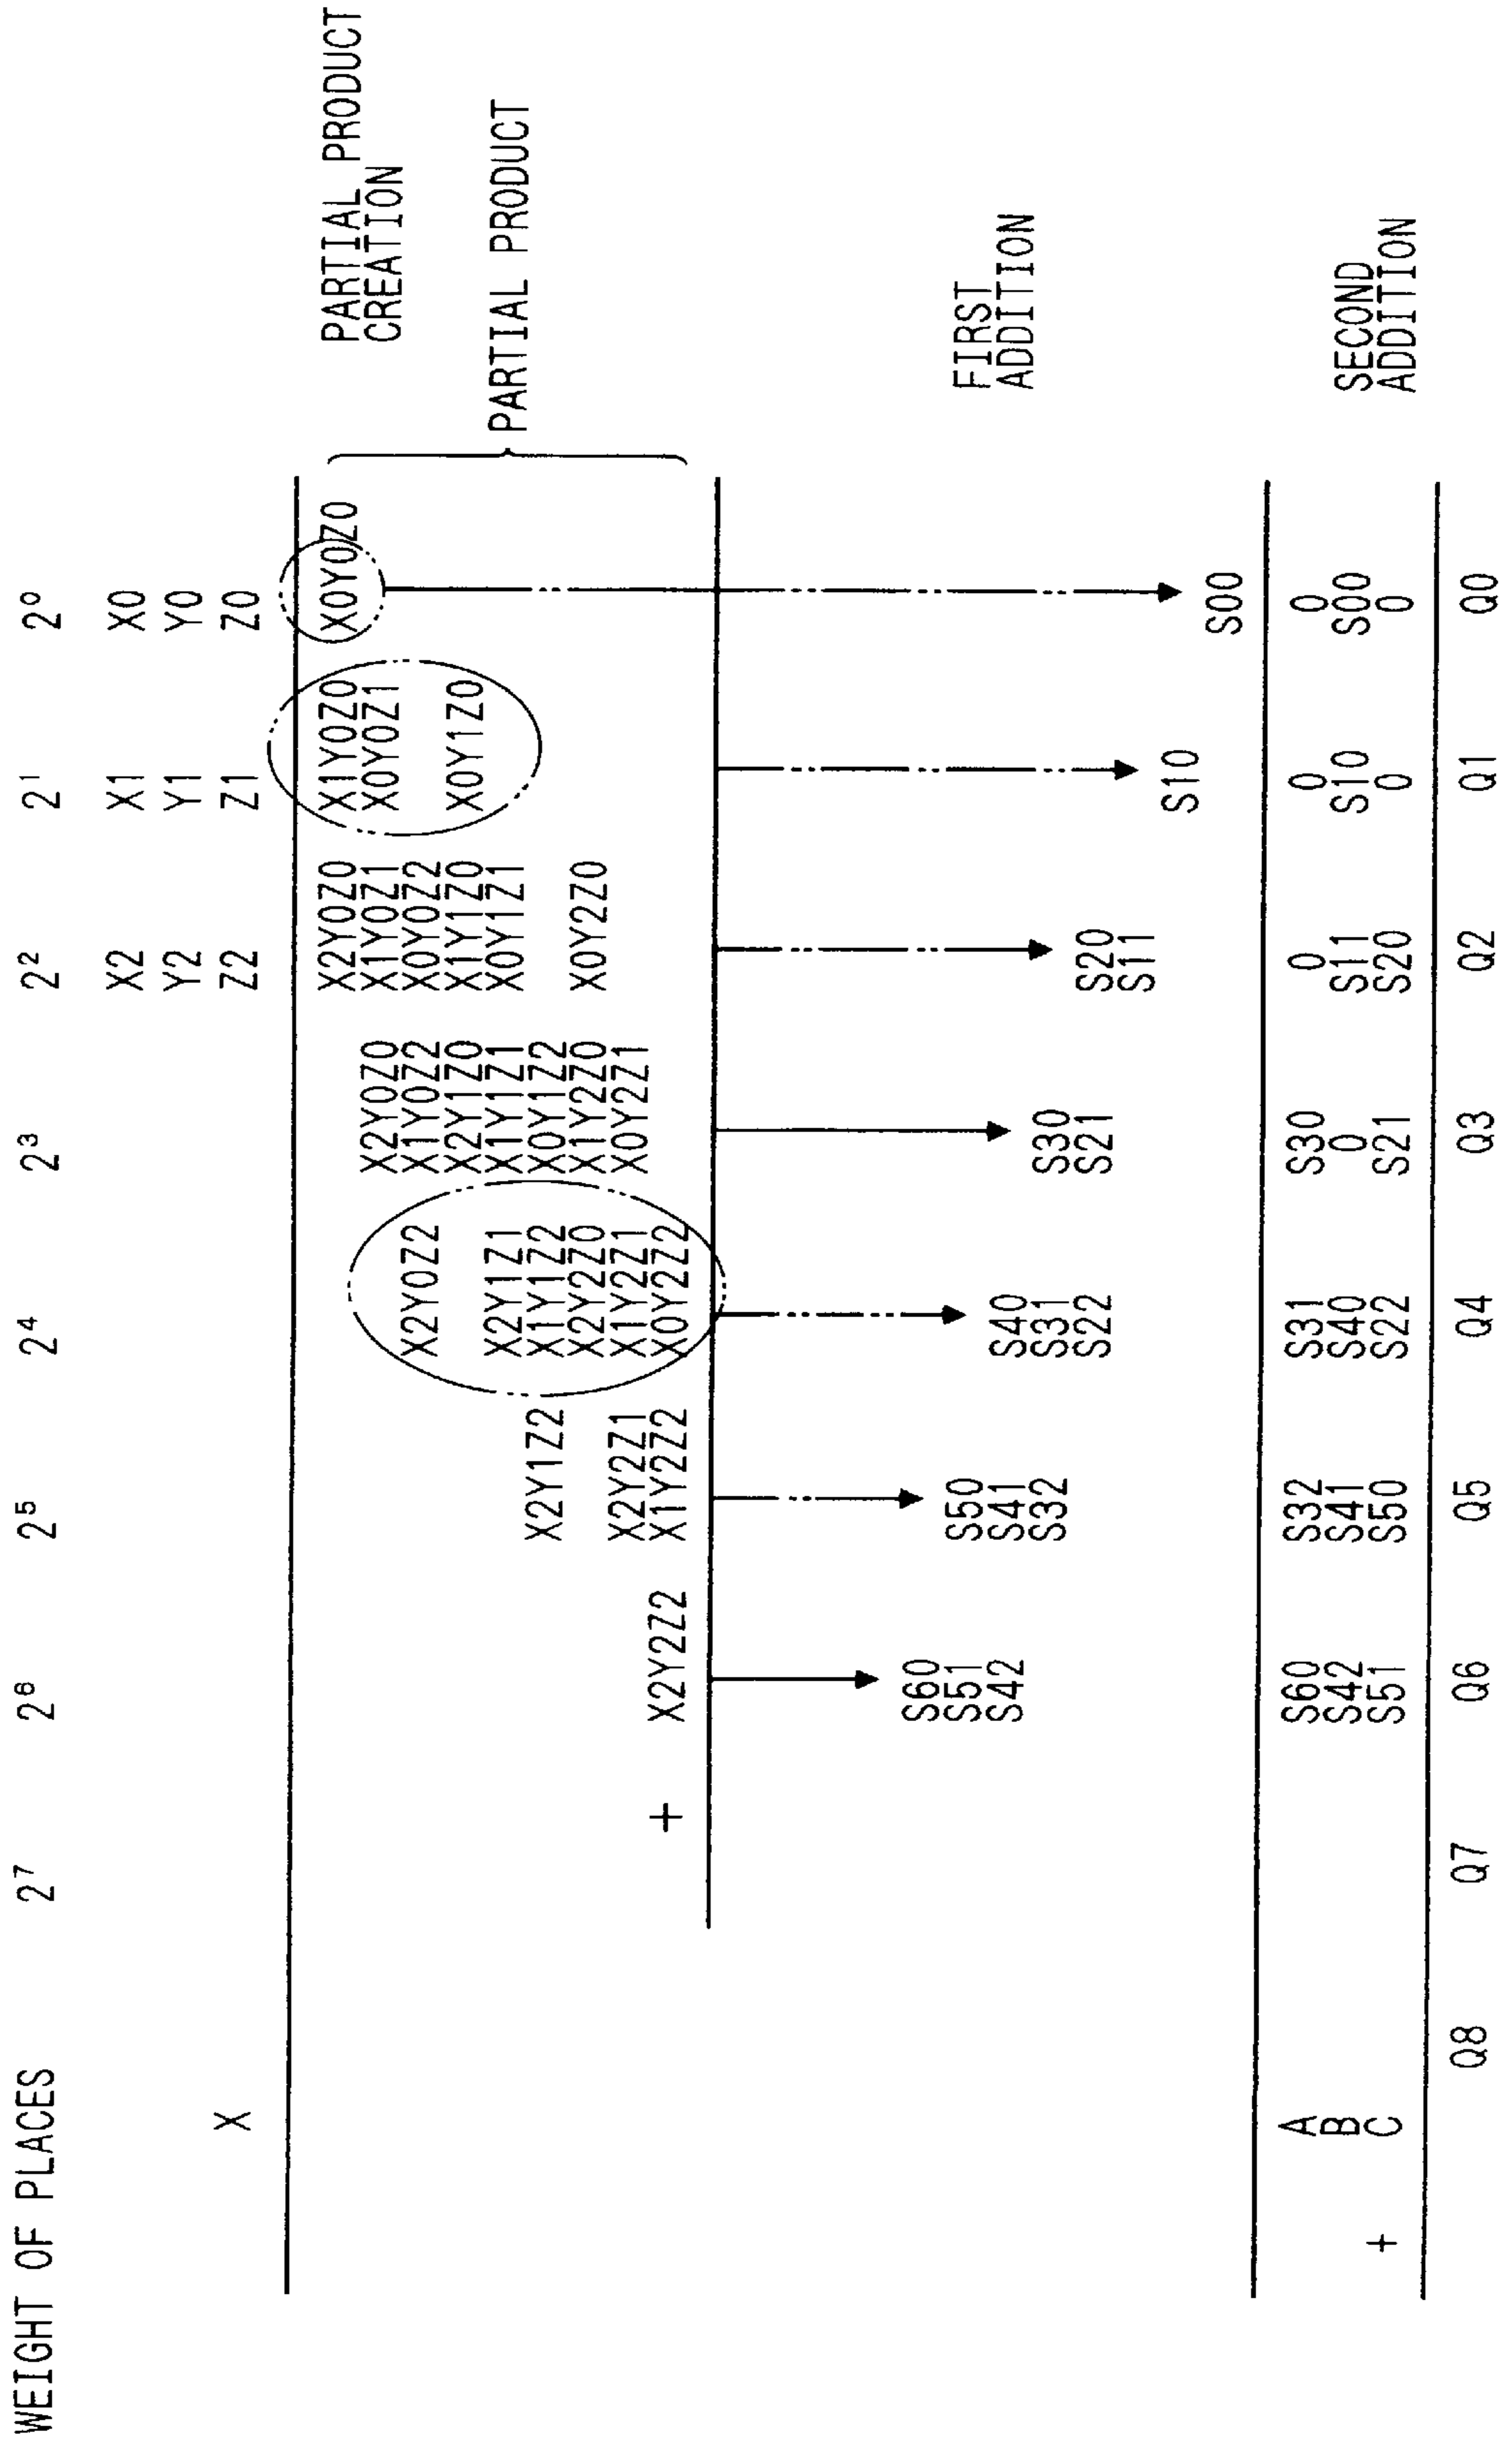 WEIGHT OF PLACES 2⁷ 2⁶ 2⁵ 2⁴ 2³ 2² 2¹ 2⁰
X2 X1 X0
Y2 Y1 Y0
X Z2 Z1 Z0
X2Y0Z0 X1Y0Z0 X0Y0Z0 PARTIAL PRODUCT
X2Y0Z0 X1Y0Z1 X0Y0Z1 CREATION
X2Y0Z2 X1Y0Z2 X0Y0Z2
X2Y1Z0 X1Y1Z0 X0Y1Z0
X2Y1Z1 X1Y1Z1 X0Y1Z1 PARTIAL PRODUCT
X2Y1Z2 X1Y1Z2 X0Y1Z2
X2Y2Z0 X1Y2Z0 X0Y2Z0
X2Y2Z1 X1Y2Z1 X0Y2Z1
+ X2Y2Z2 X1Y2Z2 X0Y2Z2
S60 S50 S40 S30 S20 S10 S00
S51 S41 S31 S21 S11
S42 S32 S22
FIRST
ADDITION
A S60 S32 S31 S30 0 0 0
B S42 S41 S40 0 S11 S10 S00 SECOND
+ C S51 S50 S22 S21 S20 0 0 ADDITION
Q8 Q7 Q6 Q5 Q4 Q3 Q2 Q1 Q0